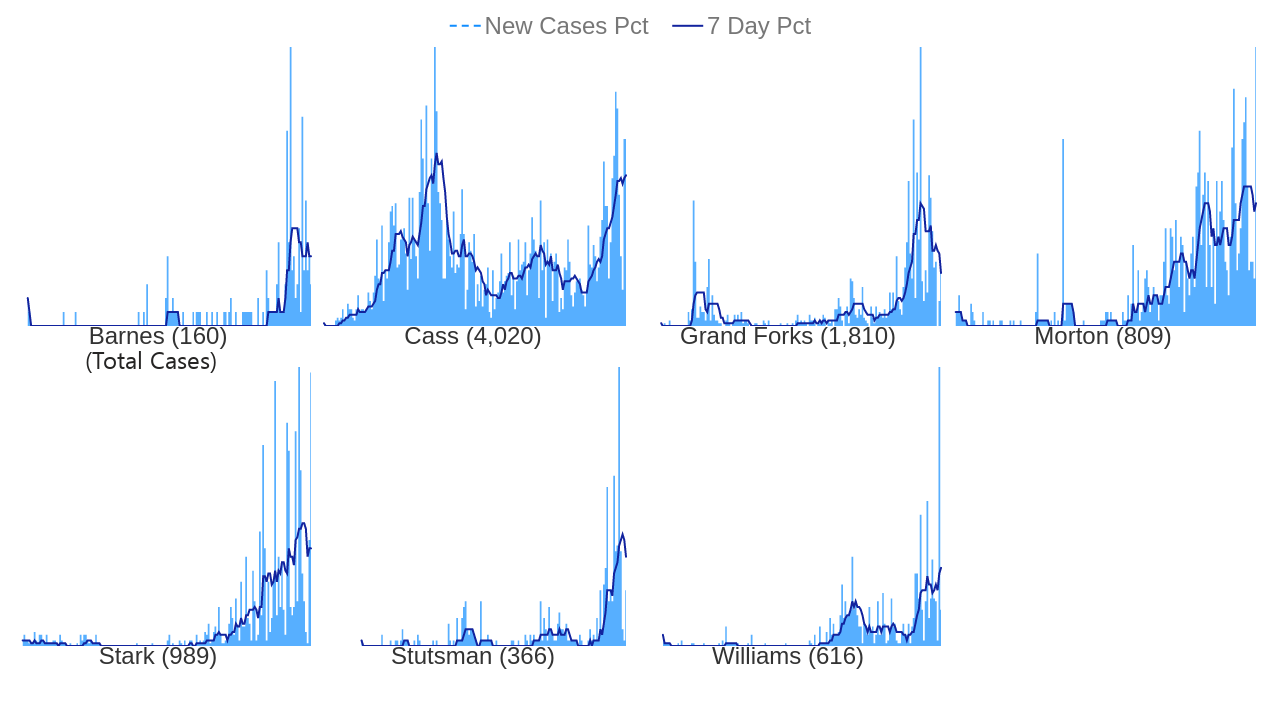 New Cases Pct 7 Day Pct
Barnes (160) Cass (4,020) Grand Forks (1,810) Morton (809)
(Total Cases)
Stark (989) Stutsman (366) Williams (616)